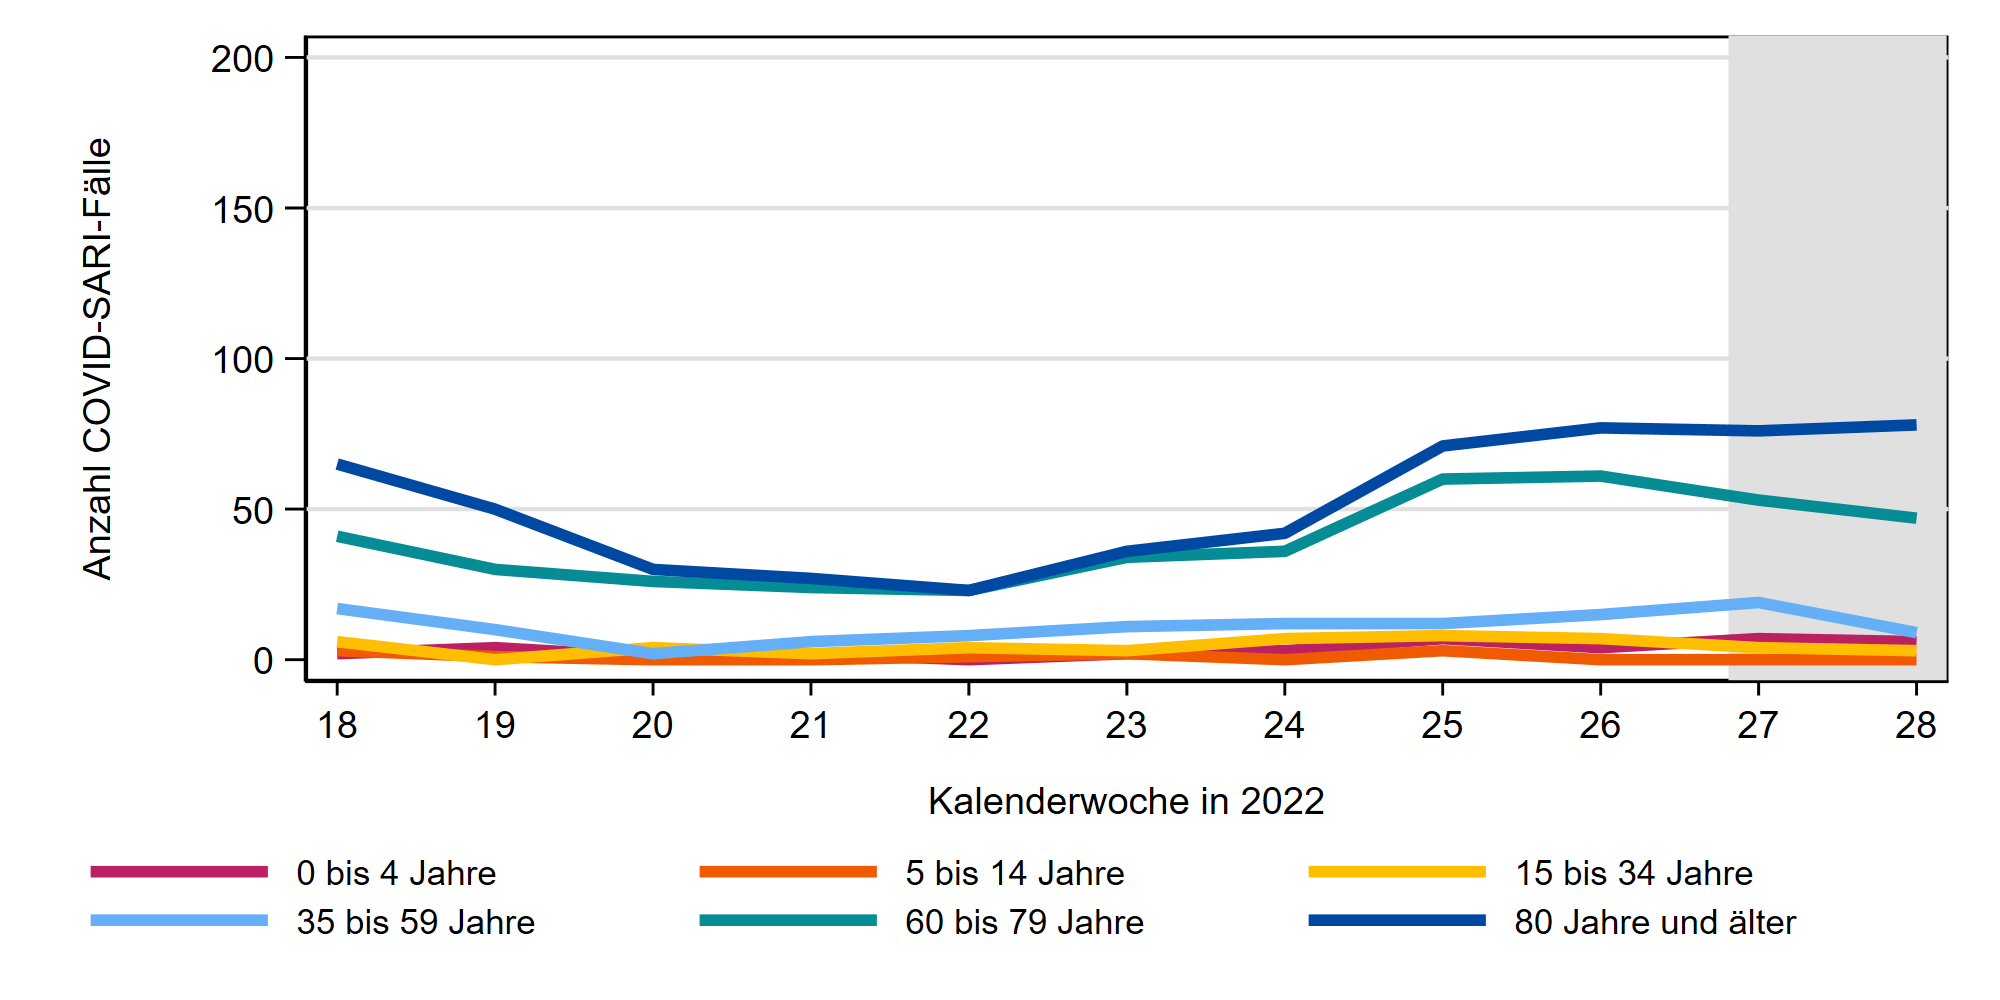 Anzahl COVID-SARI-Fälle
200
150
100
50
0
18 19 20 21 22 23 24 25 26 27 28
Kalenderwoche in 2022
0 bis 4 Jahre 5 bis 14 Jahre 15 bis 34 Jahre
35 bis 59 Jahre 60 bis 79 Jahre 80 Jahre und älter